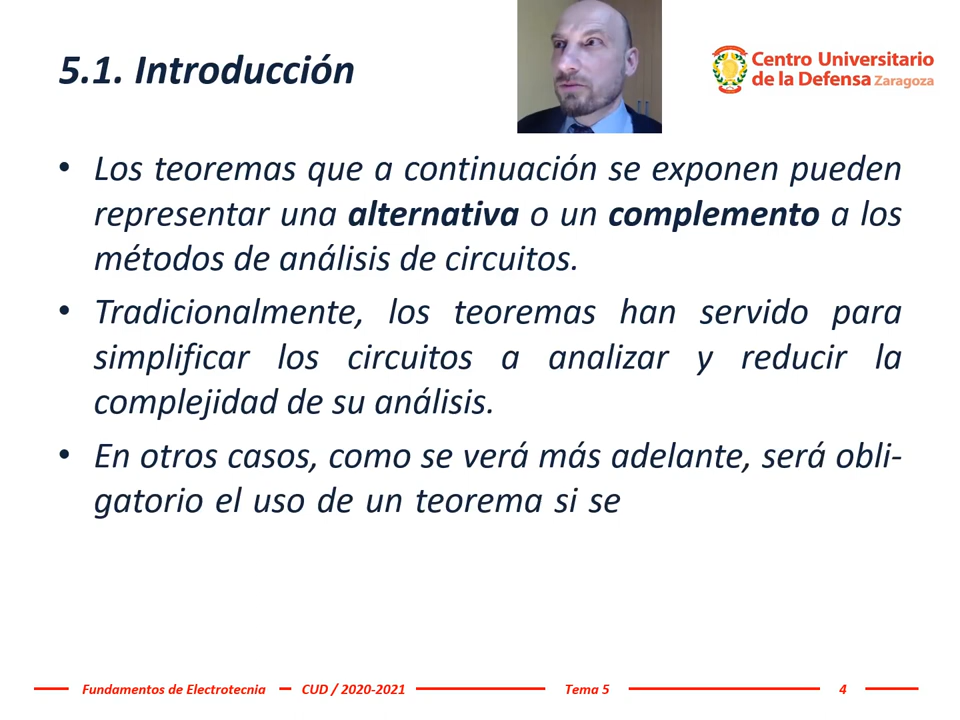 5.1. Introducción
Centro Universitario
de la Defensa Zaragoza
• Los teoremas que a continuación se exponen pueden
representar una alternativa o un complemento a los
métodos de análisis de circuitos.
• Tradicionalmente, los teoremas han servido para
simplificar los circuitos a analizar y reducir la
complejidad de su análisis.
• En otros casos, como se verá más adelante, será obli-
gatorio el uso de un teorema si se
Fundamentos de Electrotecnia CUD / 2020-2021 Tema 5 4